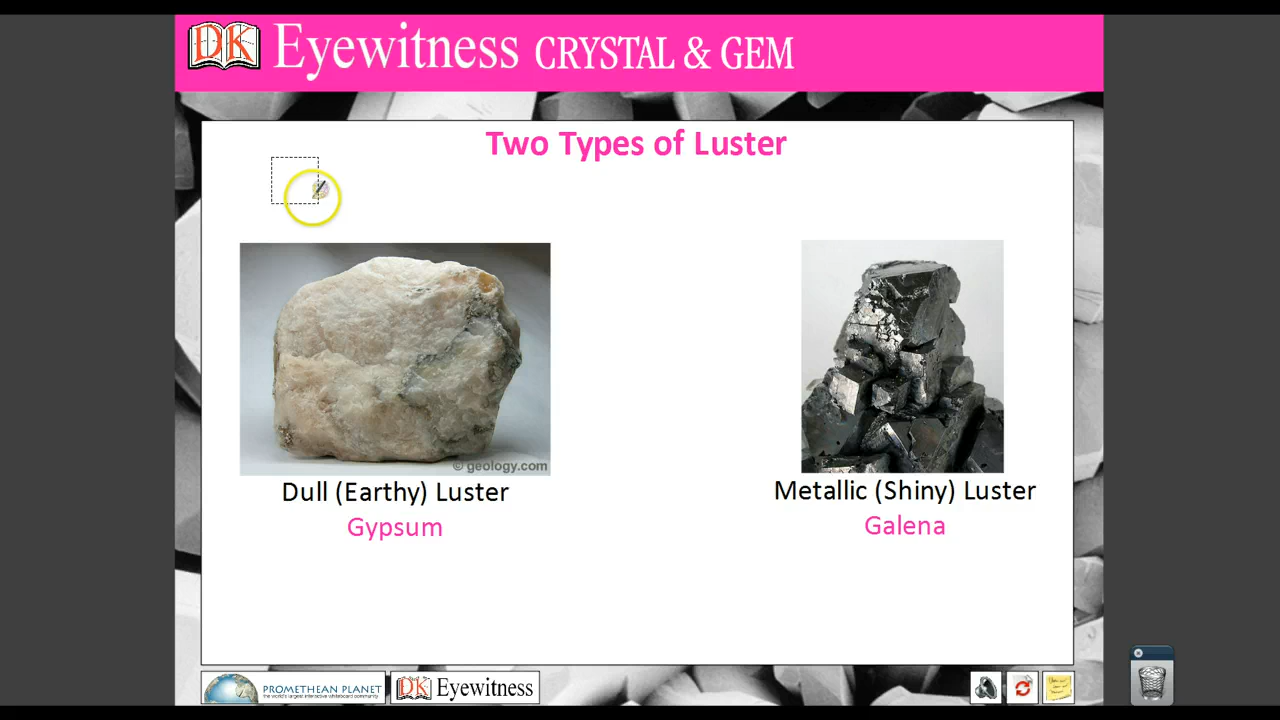 DK Eyewitness CRYSTAL & GEM
Two Types of Luster
© geology.com
Dull (Earthy) Luster
Gypsum
Metallic (Shiny) Luster
Galena
PROMETHEAN PLANET
the world's largest interactive whiteboard community
DK Eyewitness